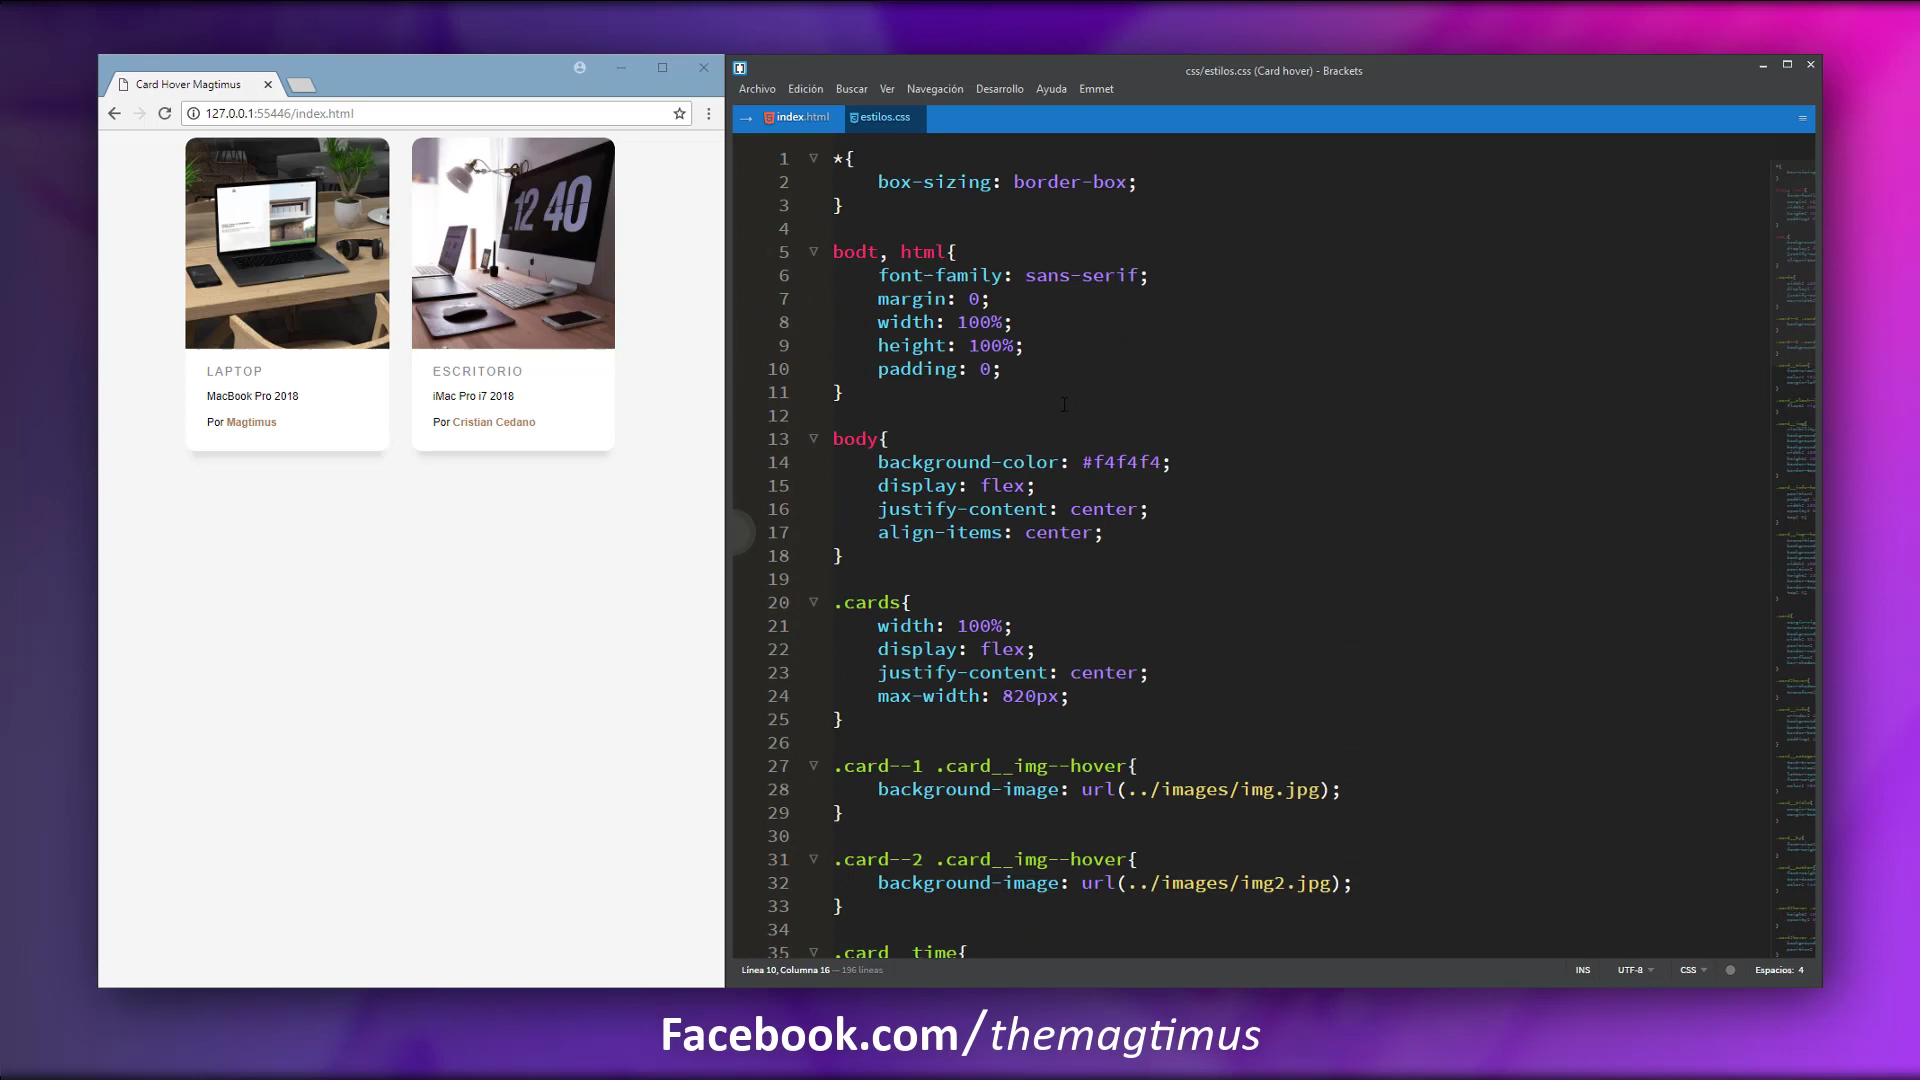 Card Hover Magtimus
127.0.0.1:55446/index.html
12 40
LAPTOP
MacBook Pro 2018
Por Magtimus
ESCRITORIO
iMac Pro i7 2018
Por Cristian Cedano
css/estilos.css (Card hover) - Brackets
Archivo Edición Buscar Ver Navegación Desarrollo Ayuda Emmet
index.html estilos.css
1 *{
2 box-sizing: border-box;
3 }
4
5 bodt, html{
6 font-family: sans-serif;
7 margin: 0;
8 width: 100%;
9 height: 100%;
10 padding: 0;
11 }
12
13 body{
14 background-color: #f4f4f4;
15 display: flex;
16 justify-content: center;
17 align-items: center;
18 }
19
20 .cards{
21 width: 100%;
22 display: flex;
23 justify-content: center;
24 max-width: 820px;
25 }
26
27 .card--1 .card__img--hover{
28 background-image: url(../images/img.jpg);
29 }
30
31 .card--2 .card__img--hover{
32 background-image: url(../images/img2.jpg);
33 }
34
35 .card__time{
Línea 10, Columna 16 — 196 líneas
INS UTF-8 CSS Espacios: 4
Facebook.com/themagtimus